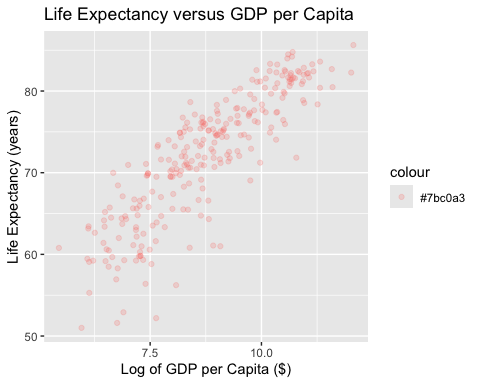 Life Expectancy versus GDP per Capita
Life Expectancy (years)
80
70
60
50
7.5
10.0
Log of GDP per Capita ($)
colour
#7bc0a3